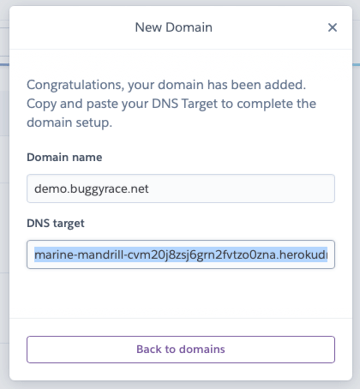 New Domain
Congratulations, your domain has been added.
Copy and paste your DNS Target to complete the
domain setup.
Domain name
demo.buggyrace.net
DNS target
marine-mandrill-cvm20j8zsj6grn2fvtzo0zna.herokud
Back to domains